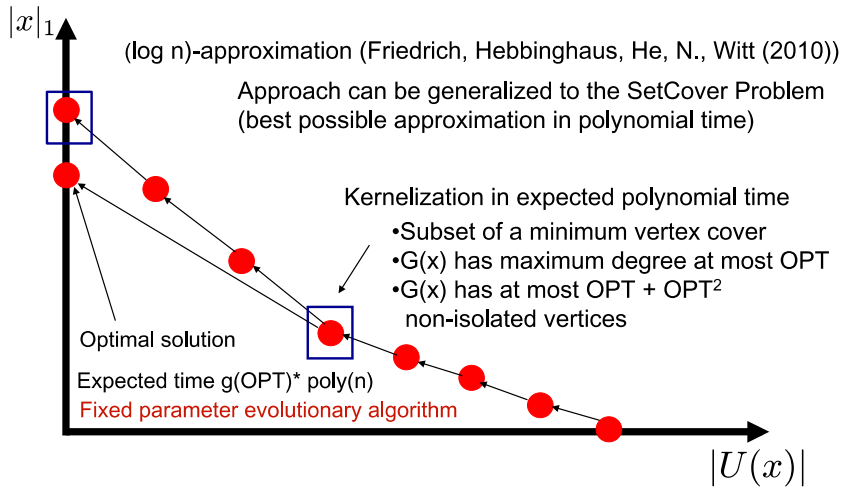 |x|₁
(log n)-approximation (Friedrich, Hebbinghaus, He, N., Witt (2010))
Approach can be generalized to the SetCover Problem
(best possible approximation in polynomial time)
Kernelization in expected polynomial time
•Subset of a minimum vertex cover
•G(x) has maximum degree at most OPT
•G(x) has at most OPT + OPT²
non-isolated vertices
Optimal solution
Expected time g(OPT)* poly(n)
Fixed parameter evolutionary algorithm
|U(x)|